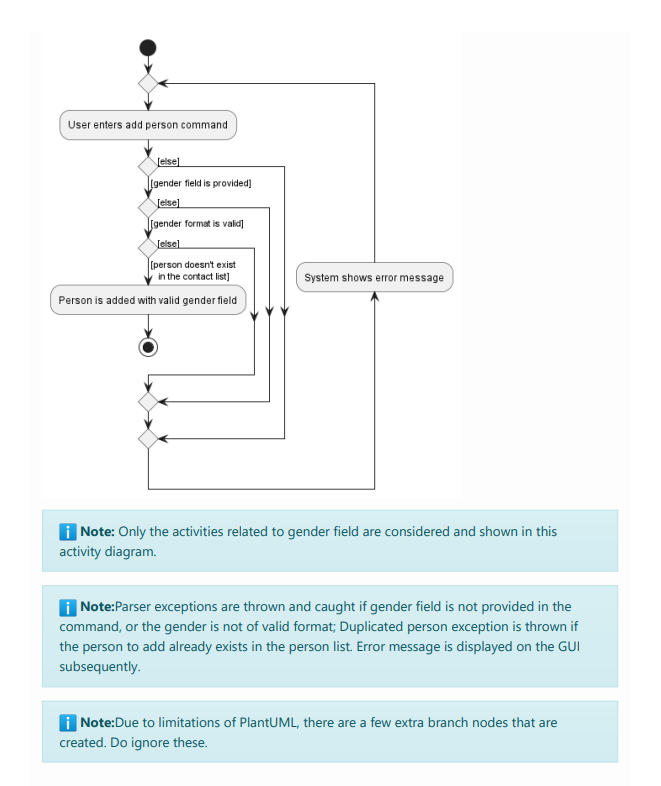 User enters add person command
[else]
[gender field is provided]
[else]
[gender format is valid]
[else]
[person doesn't exist
in the contact list]
System shows error message
Person is added with valid gender field
Note: Only the activities related to gender field are considered and shown in this
activity diagram.
Note:Parser exceptions are thrown and caught if gender field is not provided in the
command, or the gender is not of valid format; Duplicated person exception is thrown if
the person to add already exists in the person list. Error message is displayed on the GUI
subsequently.
Note:Due to limitations of PlantUML, there are a few extra branch nodes that are
created. Do ignore these.